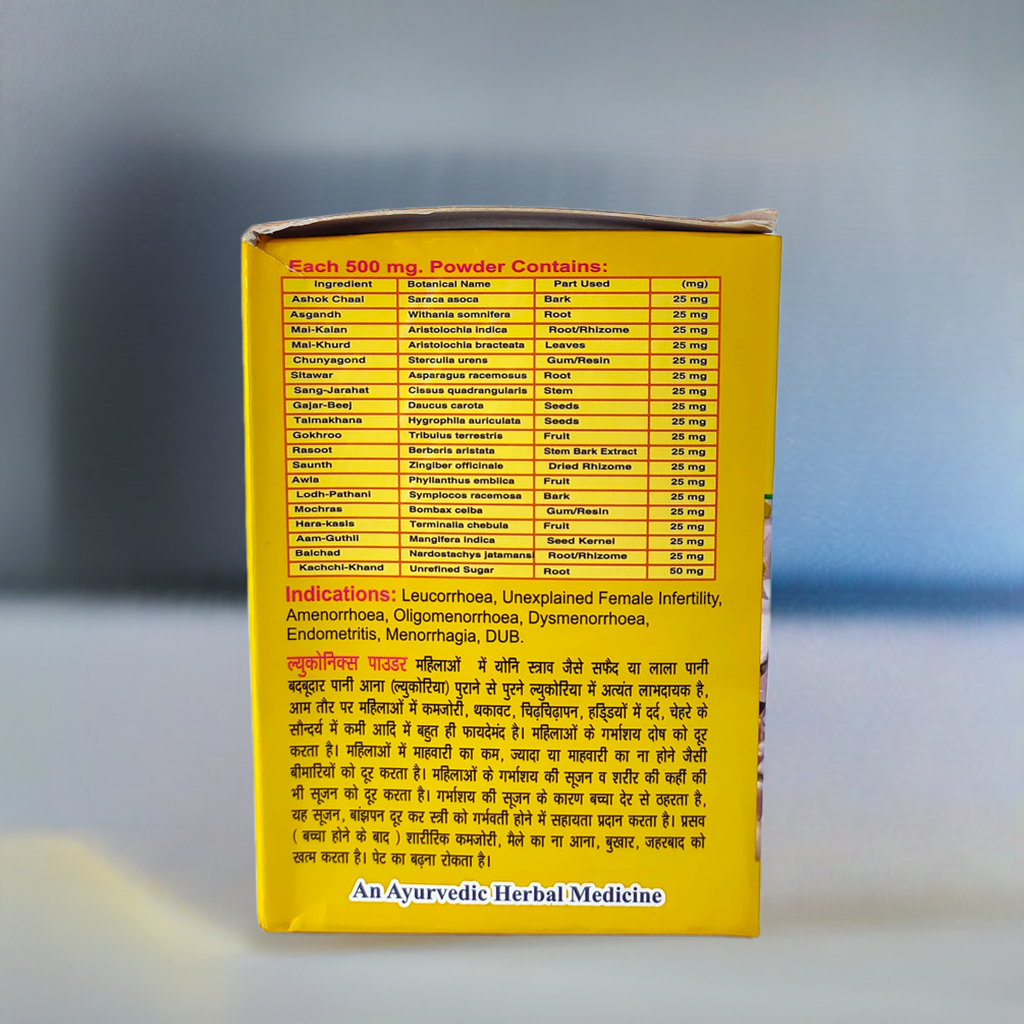 Each 500 mg. Powder Contains:
Ingredient Botanical Name Part Used (mg)
Ashok Chaal Saraca asoca Bark 25 mg
Asgandh Withania somnifera Root 25 mg
Mai-Kalan Aristolochia indica Root/Rhizome 25 mg
Mai-Khurd Aristolochia bracteata Leaves 25 mg
Chunyagond Sterculia urens Gum/Resin 25 mg
Sitawar Asparagus racemosus Root 25 mg
Sang-Jarahat Cissus quadrangularis Stem 25 mg
Gajar-Beej Daucus carota Seeds 25 mg
Talmakhana Hygrophila auriculata Seeds 25 mg
Gokhroo Tribulus terrestris Fruit 25 mg
Rasoot Berberis aristata Stem Bark Extract 25 mg
Saunth Zingiber officinale Dried Rhizome 25 mg
Awla Phyllanthus emblica Fruit 25 mg
Lodh-Pathani Symplocos racemosa Bark 25 mg
Mochras Bombax ceiba Gum/Resin 25 mg
Hara-kasis Terminalia chebula Fruit 25 mg
Aam-Guthli Mangifera indica Seed Kernel 25 mg
Balchad Nardostachys jatamansi Root/Rhizome 25 mg
Kachchi-Khand Unrefined Sugar Root 50 mg
Indications: Leucorrhoea, Unexplained Female Infertility,
Amenorrhoea, Oligomenorrhoea, Dysmenorrhoea,
Endometritis, Menorrhagia, DUB.
ल्युकोनिक्स पाउडर महिलाओं में योनि स्त्राव जैसे सफैद या लाला पानी
बदबूदार पानी आना (ल्युकोरिया) पुराने से पुरने ल्युकोरिया में अत्यंत लाभदायक है,
आम तौर पर महिलाओं में कमजोरी, थकावट, चिढ़चिढ़ापन, हड्डियों में दर्द, चेहरे के
सौन्दर्य में कमी आदि में बहुत ही फायदेमंद है। महिलाओं के गर्भाशय दोष को दूर
करता है। महिलाओं में माहवारी का कम, ज्यादा या माहवारी का ना होने जैसी
बीमारियों को दूर करता है। महिलाओं के गर्भाशय की सूजन व शरीर की कहीं की
भी सूजन को दूर करता है। गर्भाशय की सूजन के कारण बच्चा देर से ठहरता है,
यह सूजन, बांझपन दूर कर स्त्री को गर्भवती होने में सहायता प्रदान करता है। प्रसव
( बच्चा होने के बाद ) शारीरिक कमजोरी, मैले का ना आना, बुखार, जहरबाद को
खत्म करता है। पेट का बढ़ना रोकता है।
An Ayurvedic Herbal Medicine